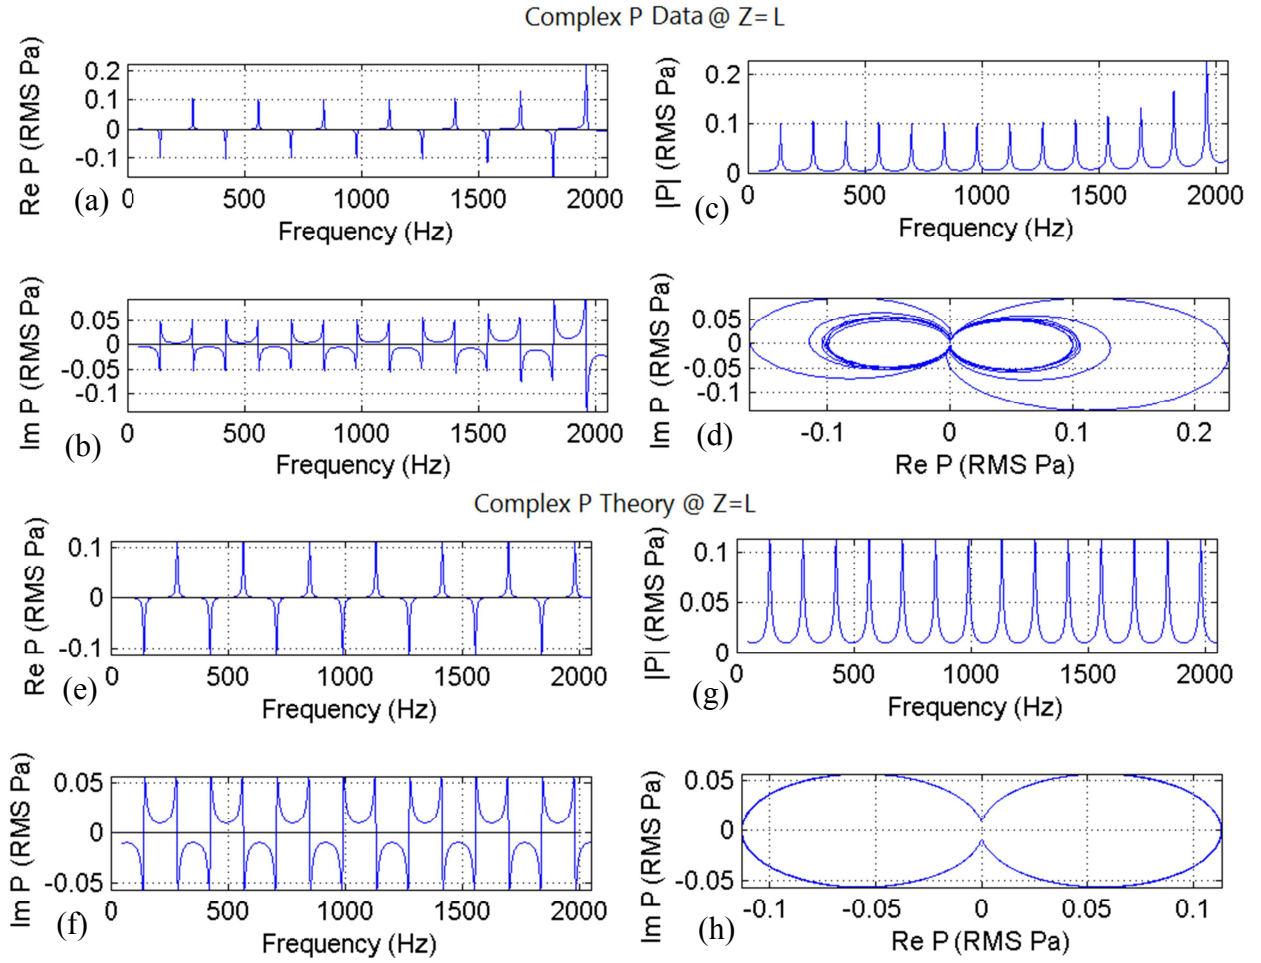 Complex P Data @ Z= L
Re P (RMS Pa)
0.2
0.1
0
-0.1
(a)
0
500
1000
1500
2000
Frequency (Hz)
|P| (RMS Pa)
0.2
0.1
0
(c)
0
500
1000
1500
2000
Frequency (Hz)
Im P (RMS Pa)
0.05
0
-0.05
-0.1
(b)
0
500
1000
1500
2000
Frequency (Hz)
Im P (RMS Pa)
0.05
0
-0.05
-0.1
(d)
-0.1
0
0.1
0.2
Re P (RMS Pa)
Complex P Theory @ Z=L
Re P (RMS Pa)
0.1
0
-0.1
(e)
0
500
1000
1500
2000
Frequency (Hz)
|P| (RMS Pa)
0.1
0.05
0
(g)
0
500
1000
1500
2000
Frequency (Hz)
Im P (RMS Pa)
0.05
0
-0.05
(f)
0
500
1000
1500
2000
Frequency (Hz)
Im P (RMS Pa)
0.05
0
-0.05
(h)
-0.1
-0.05
0
0.05
0.1
Re P (RMS Pa)